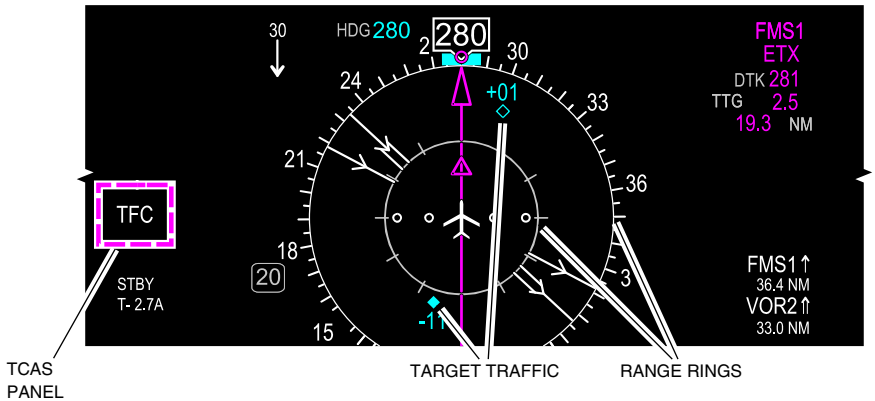 30
HDG 280
280
FMS1
ETX
DTK 281
TTG 2.5
19.3 NM
2
30
24
+01
33
21
36
TFC
18
20
3
FMS1↑
36.4 NM
VOR2⇑
33.0 NM
STBY
T- 2.7A
-11
15
TCAS
PANEL
TARGET TRAFFIC
RANGE RINGS